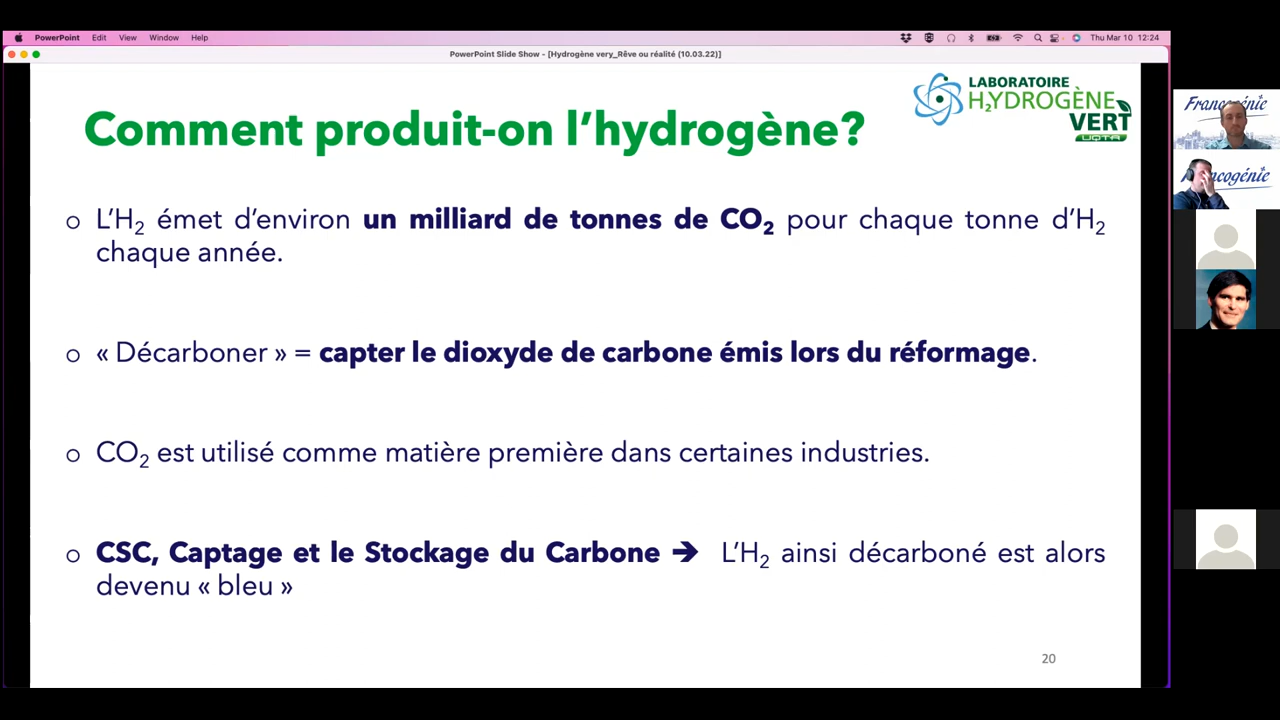 PowerPoint Edit View Window Help
Thu Mar 10 12:24
PowerPoint Slide Show - [Hydrogène very_Rêve ou réalité (10.03.22)]
LABORATOIRE
H₂YDROGÈNE
VERT
UQTR
Comment produit-on l’hydrogène?
o L’H₂ émet d’environ un milliard de tonnes de CO₂ pour chaque tonne d’H₂
chaque année.
o « Décarboner » = capter le dioxyde de carbone émis lors du réformage.
o CO₂ est utilisé comme matière première dans certaines industries.
o CSC, Captage et le Stockage du Carbone ➔ L’H₂ ainsi décarboné est alors
devenu « bleu »
20